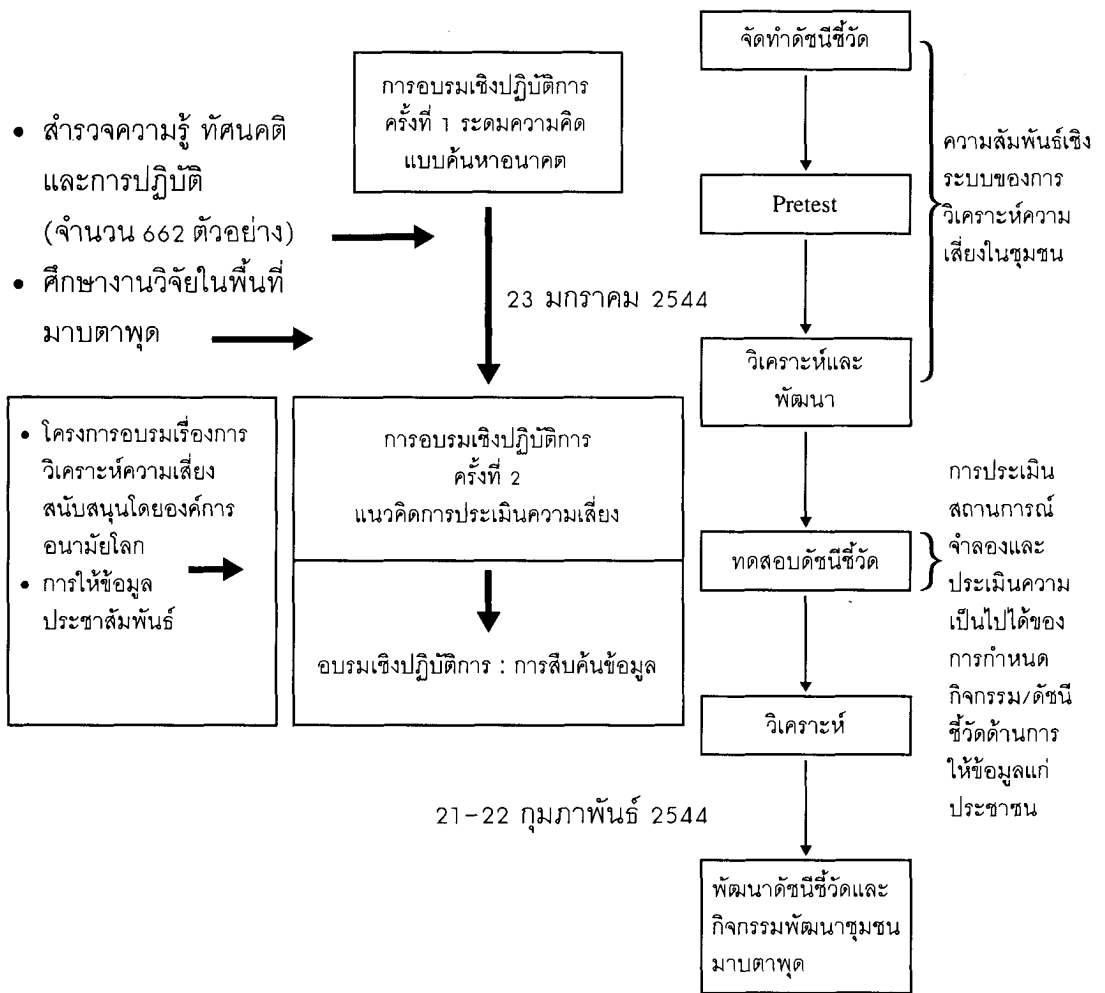 • สำรวจความรู้ ทัศนคติ
และการปฏิบัติ
(จำนวน 662 ตัวอย่าง)
• ศึกษางานวิจัยในพื้นที่
มาบตาพุด
การอบรมเชิงปฏิบัติการ
ครั้งที่ 1 ระดมความคิด
แบบค้นหาอนาคต
23 มกราคม 2544
• โครงการอบรมเรื่องการ
วิเคราะห์ความเสี่ยง
สนับสนุนโดยองค์การ
อนามัยโลก
• การให้ข้อมูล
ประชาสัมพันธ์
การอบรมเชิงปฏิบัติการ
ครั้งที่ 2
แนวคิดการประเมินความเสี่ยง
อบรมเชิงปฏิบัติการ : การสืบค้นข้อมูล
21-22 กุมภาพันธ์ 2544
จัดทำดัชนีชี้วัด
Pretest
วิเคราะห์และ
พัฒนา
ความสัมพันธ์เชิง
ระบบของการ
วิเคราะห์ความ
เสี่ยงในชุมชน
ทดสอบดัชนีชี้วัด
วิเคราะห์
การประเมิน
สถานการณ์
จำลองและ
ประเมินความ
เป็นไปได้ของ
การกำหนด
กิจกรรม/ดัชนี
ชี้วัดด้านการ
ให้ข้อมูลแก่
ประชาชน
พัฒนาดัชนีชี้วัดและ
กิจกรรมพัฒนาชุมชน
มาบตาพุด